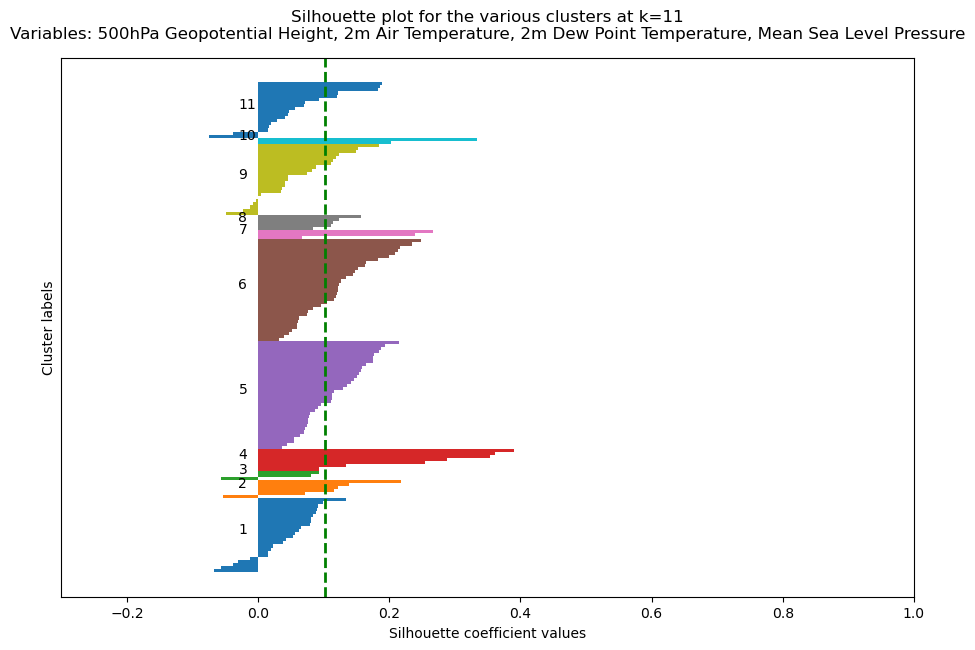 Silhouette plot for the various clusters at k=11
Variables: 500hPa Geopotential Height, 2m Air Temperature, 2m Dew Point Temperature, Mean Sea Level Pressure
11
10
9
8
7
6
5
4
3
2
1
Cluster labels
−0.2 0.0 0.2 0.4 0.6 0.8 1.0
Silhouette coefficient values